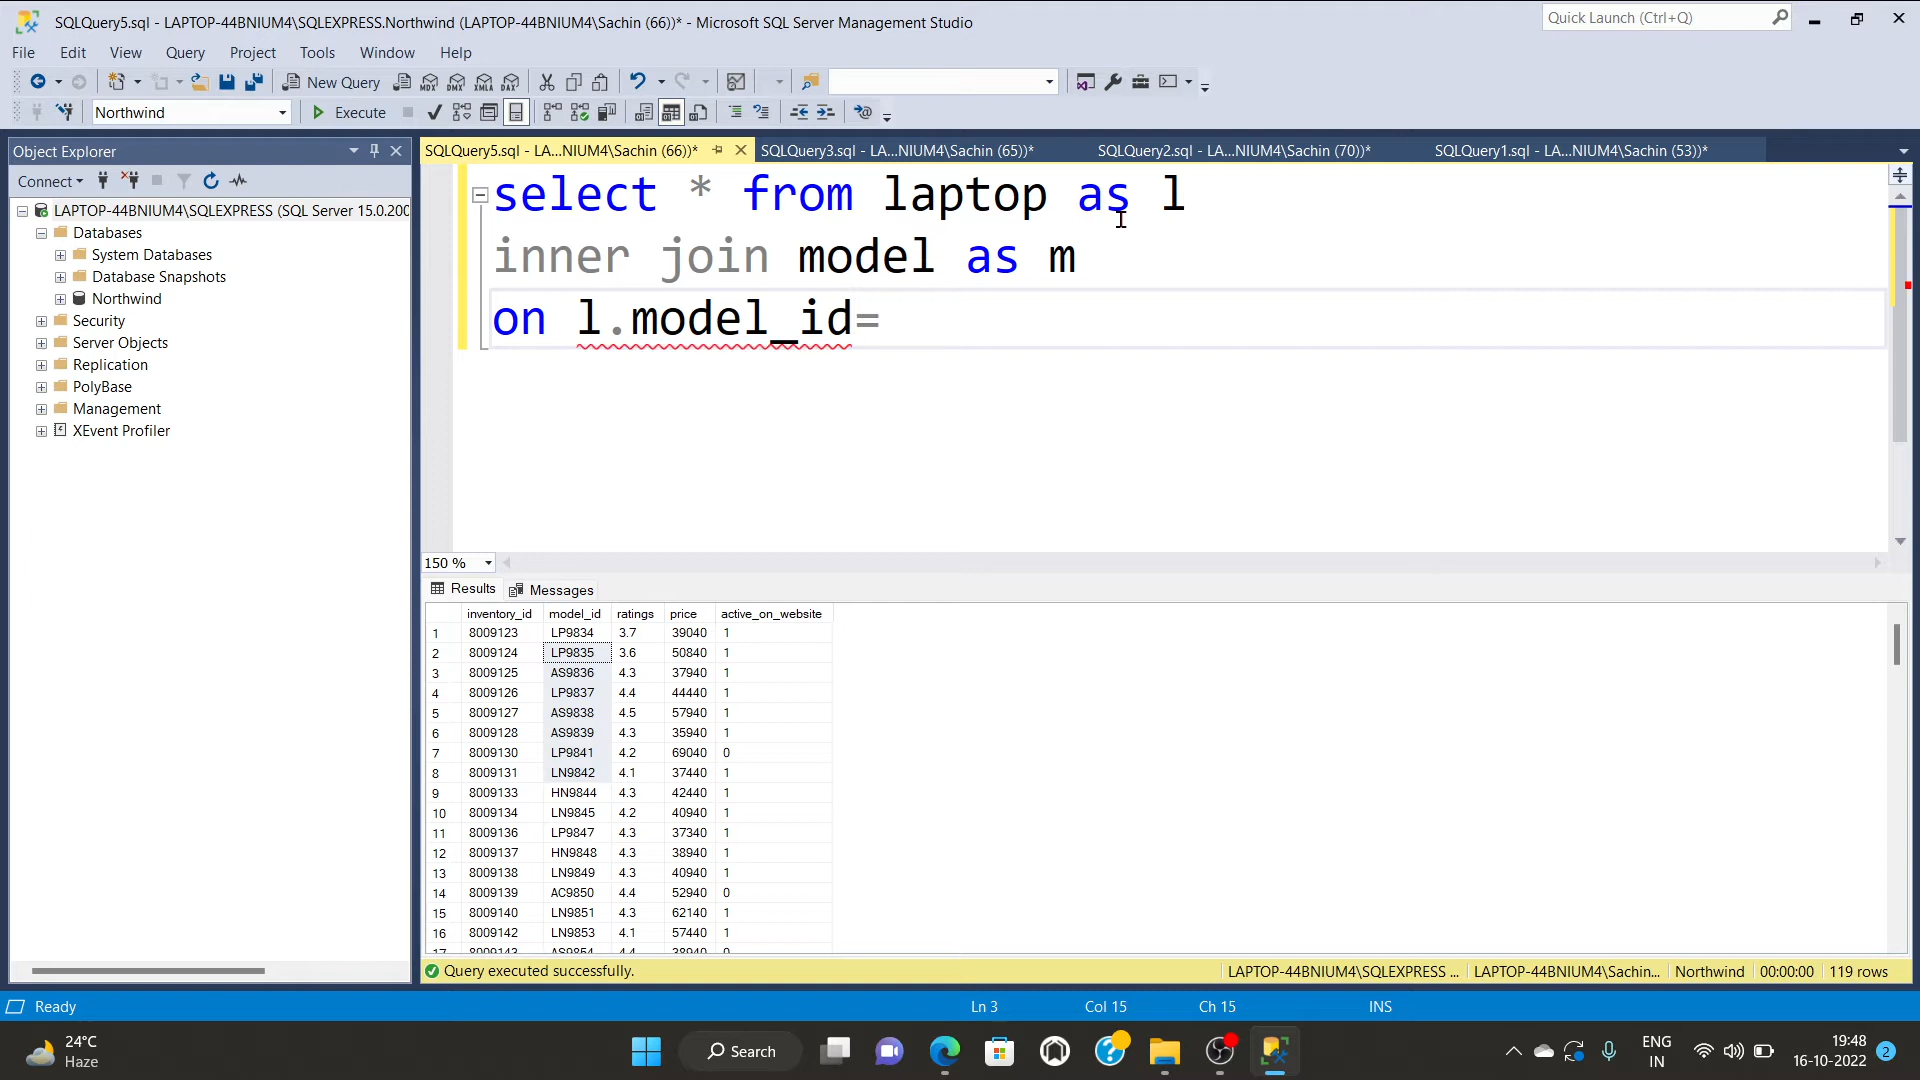 SQLQuery5.sql - LAPTOP-44BNIUM4\SQLEXPRESS.Northwind (LAPTOP-44BNIUM4\Sachin (66))* - Microsoft SQL Server Management Studio
Quick Launch (Ctrl+Q)
File Edit View Query Project Tools Window Help
New Query
MDX DMX XMLA DAX
Northwind
Execute
Object Explorer
SQLQuery5.sql - LA...NIUM4\Sachin (66))*
SQLQuery3.sql - LA...NIUM4\Sachin (65))*
SQLQuery2.sql - LA...NIUM4\Sachin (70))*
SQLQuery1.sql - LA...NIUM4\Sachin (53))*
Connect
LAPTOP-44BNIUM4\SQLEXPRESS (SQL Server 15.0.200
Databases
System Databases
Database Snapshots
Northwind
Security
Server Objects
Replication
PolyBase
Management
XEvent Profiler
select * from laptop as l
inner join model as m
on l.model_id=
150 %
Results Messages
inventory_id model_id ratings price active_on_website
1 8009123 LP9834 3.7 39040 1
2 8009124 LP9835 3.6 50840 1
3 8009125 AS9836 4.3 37940 1
4 8009126 LP9837 4.4 44440 1
5 8009127 AS9838 4.5 57940 1
6 8009128 AS9839 4.3 35940 1
7 8009130 LP9841 4.2 69040 0
8 8009131 LN9842 4.1 37440 1
9 8009133 HN9844 4.3 42440 1
10 8009134 LN9845 4.2 40940 1
11 8009136 LP9847 4.3 37340 1
12 8009137 HN9848 4.3 38940 1
13 8009138 LN9849 4.3 40940 1
14 8009139 AC9850 4.4 52940 0
15 8009140 LN9851 4.3 62140 1
16 8009142 LN9853 4.1 57440 1
17 8009143 AS9854 4.4 38940 0
Query executed successfully.
LAPTOP-44BNIUM4\SQLEXPRESS ... LAPTOP-44BNIUM4\Sachin... Northwind 00:00:00 119 rows
Ready
Ln 3 Col 15 Ch 15 INS
24°C
Haze
Search
ENG
IN
19:48
16-10-2022
2